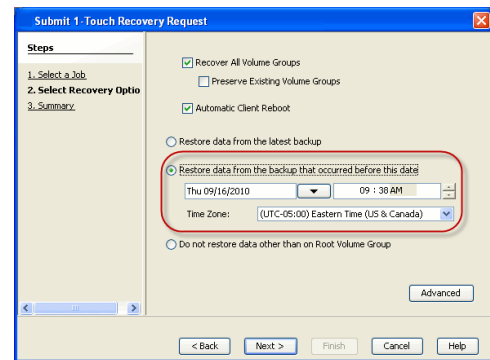 Submit 1-Touch Recovery Request
Steps
1. Select a Job
2. Select Recovery Optio
3. Summary
Recover All Volume Groups
Preserve Existing Volume Groups
Automatic Client Reboot
Restore data from the latest backup
Restore data from the backup that occurred before this date
Thu 09/16/2010 09 : 38 AM
Time Zone: (UTC-05:00) Eastern Time (US & Canada)
Do not restore data other than on Root Volume Group
Advanced
< Back Next > Finish Cancel Help